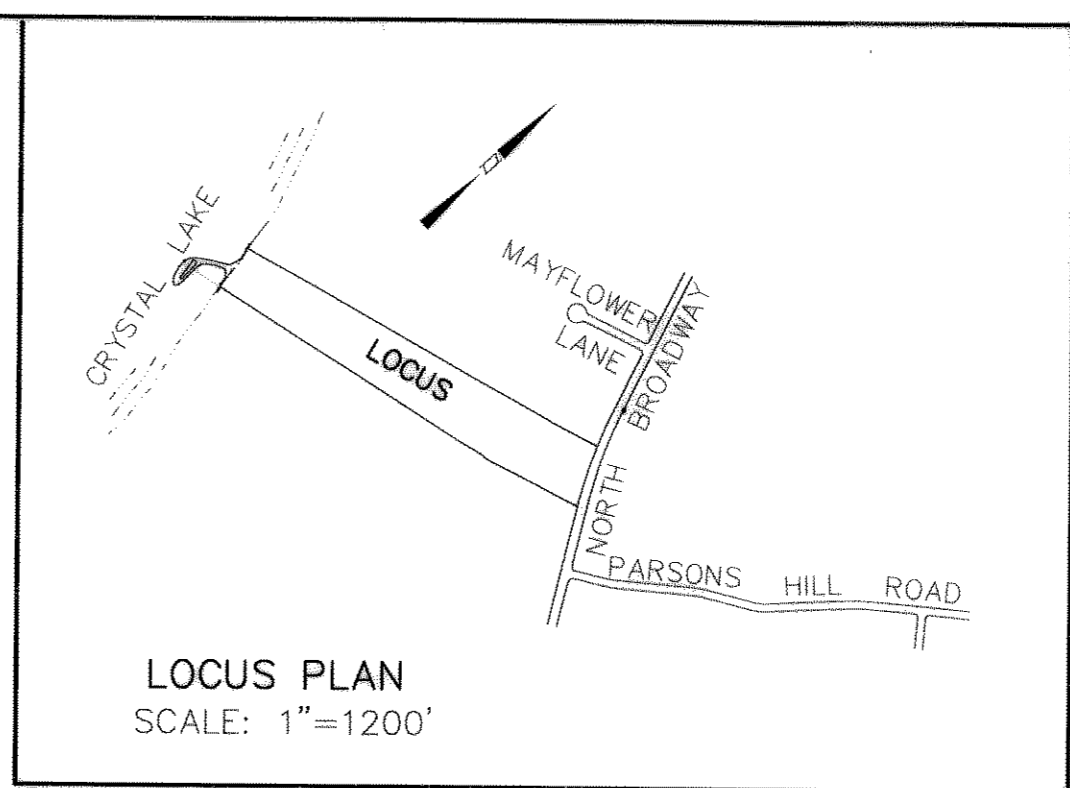 CRYSTAL LAKE
MAYFLOWER
LANE
LOCUS
NORTH BROADWAY
PARSONS HILL ROAD
LOCUS PLAN
SCALE: 1"=1200'